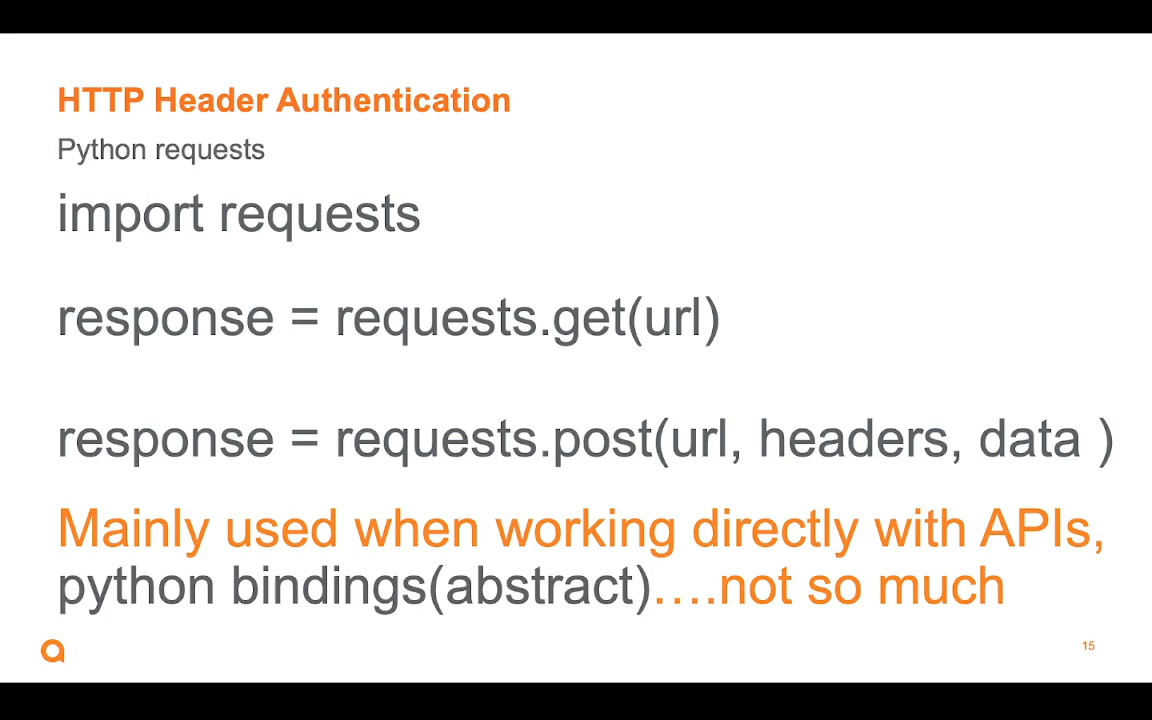 HTTP Header Authentication
Python requests
import requests
response = requests.get(url)
response = requests.post(url, headers, data )
Mainly used when working directly with APIs,
python bindings(abstract)….not so much
15